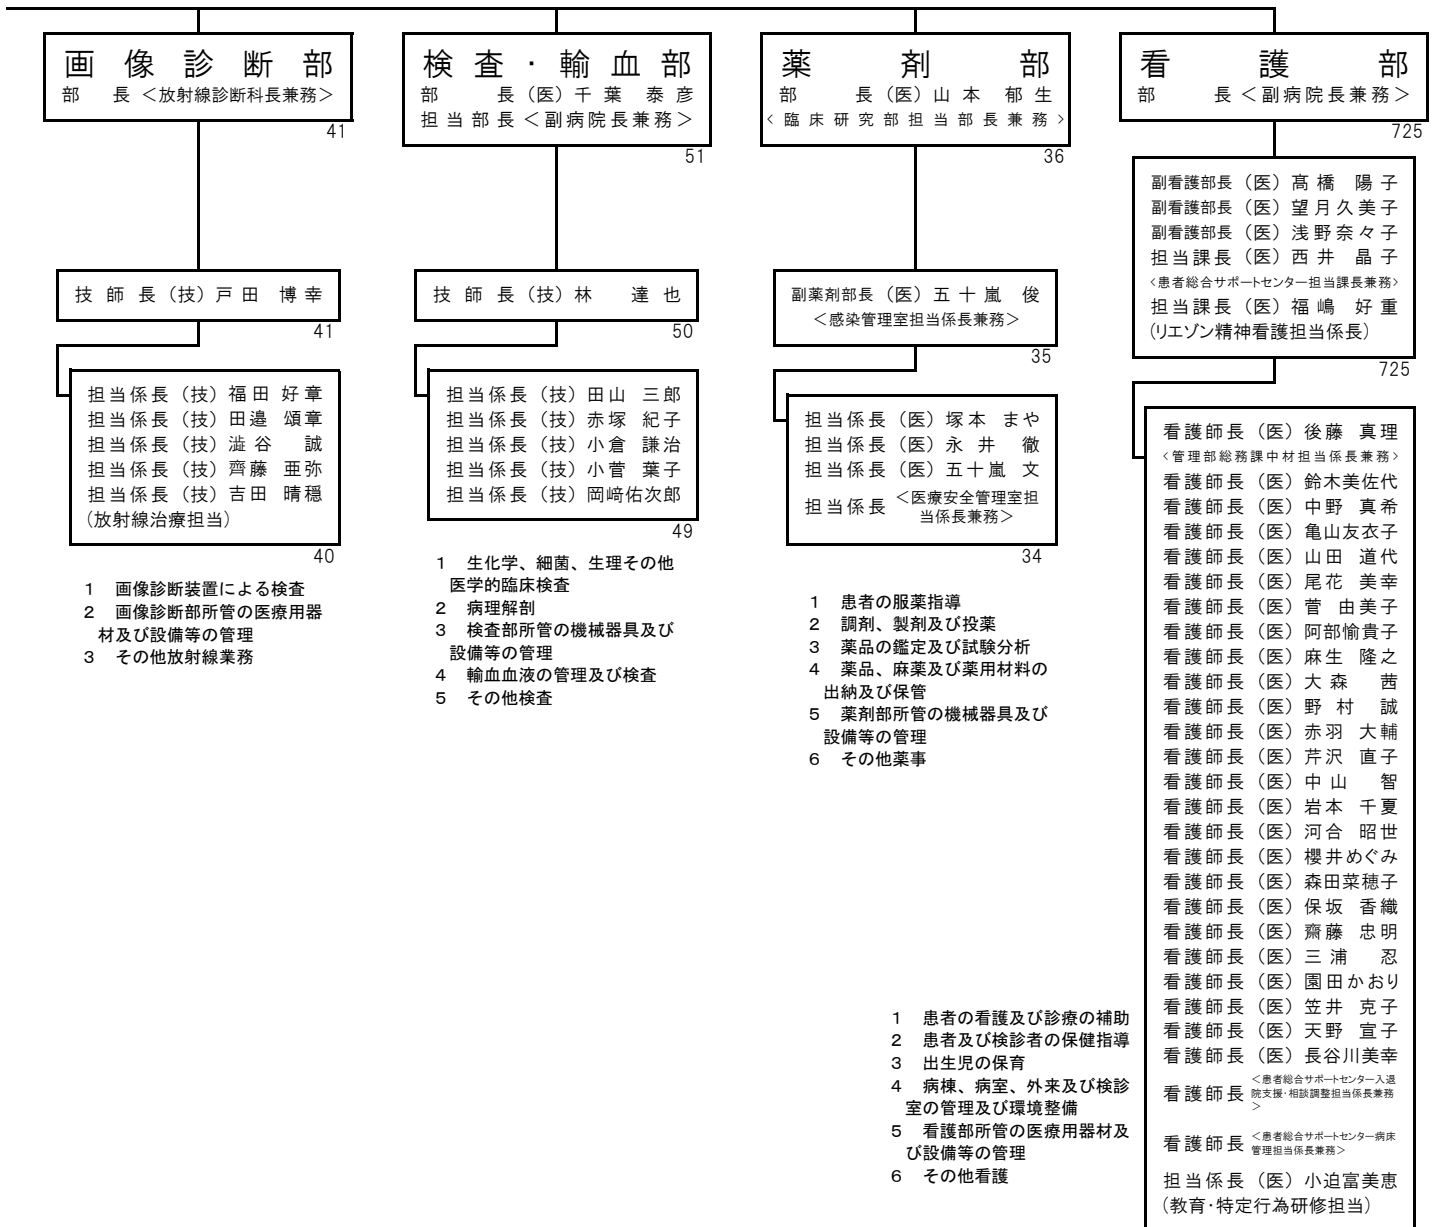 画像診断部
部　長＜放射線診断科長兼務＞
41
技師長（技）戸田　博幸
41
担当係長（技）福田 好章
担当係長（技）田邉 頌章
担当係長（技）澁谷　誠
担当係長（技）齊藤 亜弥
担当係長（技）吉田 晴穏
(放射線治療担当)
40
1　画像診断装置による検査
2　画像診断部所管の医療用器
材及び設備等の管理
3　その他放射線業務
検査・輸血部
部　長（医）千葉　泰彦
担当部長＜副病院長兼務＞
51
技師長（技）林　達也
50
担当係長（技）田山　三郎
担当係長（技）赤塚　紀子
担当係長（技）小倉　謙治
担当係長（技）小菅　葉子
担当係長（技）岡﨑佑次郎
49
1　生化学、細菌、生理その他
医学的臨床検査
2　病理解剖
3　検査部所管の機械器具及び
設備等の管理
4　輸血血液の管理及び検査
5　その他検査
薬剤部
部　長（医）山本　郁生
＜臨床研究部担当部長兼務＞
36
副薬剤部長（医）五十嵐　俊
＜感染管理室担当係長兼務＞
35
担当係長（医）塚本 まや
担当係長（医）永井　徹
担当係長（医）五十嵐 文
担当係長 ＜医療安全管理室担
当係長兼務＞
34
1　患者の服薬指導
2　調剤、製剤及び投薬
3　薬品の鑑定及び試験分析
4　薬品、麻薬及び薬用材料の
出納及び保管
5　薬剤部所管の機械器具及び
設備等の管理
6　その他薬事
看護部
部　長＜副病院長兼務＞
725
副看護部長（医）髙橋　陽子
副看護部長（医）望月久美子
副看護部長（医）浅野奈々子
担当課長（医）西井　晶子
＜患者総合サポートセンター担当課長兼務＞
担当課長（医）福嶋　好重
(リエゾン精神看護担当係長)
725
看護師長（医）後藤 真理
＜管理部総務課中材担当係長兼務＞
看護師長（医）鈴木美佐代
看護師長（医）中野 真希
看護師長（医）亀山友衣子
看護師長（医）山田 道代
看護師長（医）尾花 美幸
看護師長（医）菅 由美子
看護師長（医）阿部愉貴子
看護師長（医）麻生 隆之
看護師長（医）大森　茜
看護師長（医）野村　誠
看護師長（医）赤羽 大輔
看護師長（医）芹沢 直子
看護師長（医）中山　智
看護師長（医）岩本 千夏
看護師長（医）河合 昭世
看護師長（医）櫻井めぐみ
看護師長（医）森田菜穂子
看護師長（医）保坂 香織
看護師長（医）齋藤 忠明
看護師長（医）三浦　忍
看護師長（医）園田かおり
看護師長（医）笠井 克子
看護師長（医）天野 宣子
看護師長（医）長谷川美幸
看護師長 ＜患者総合サポートセンター入退
院支援・相談調整担当係長兼務
＞
看護師長 ＜患者総合サポートセンター病床
管理担当係長兼務＞
担当係長（医）小迫富美恵
(教育・特定行為研修担当)
1　患者の看護及び診療の補助
2　患者及び検診者の保健指導
3　出生児の保育
4　病棟、病室、外来及び検診
室の管理及び環境整備
5　看護部所管の医療用器材及
び設備等の管理
6　その他看護